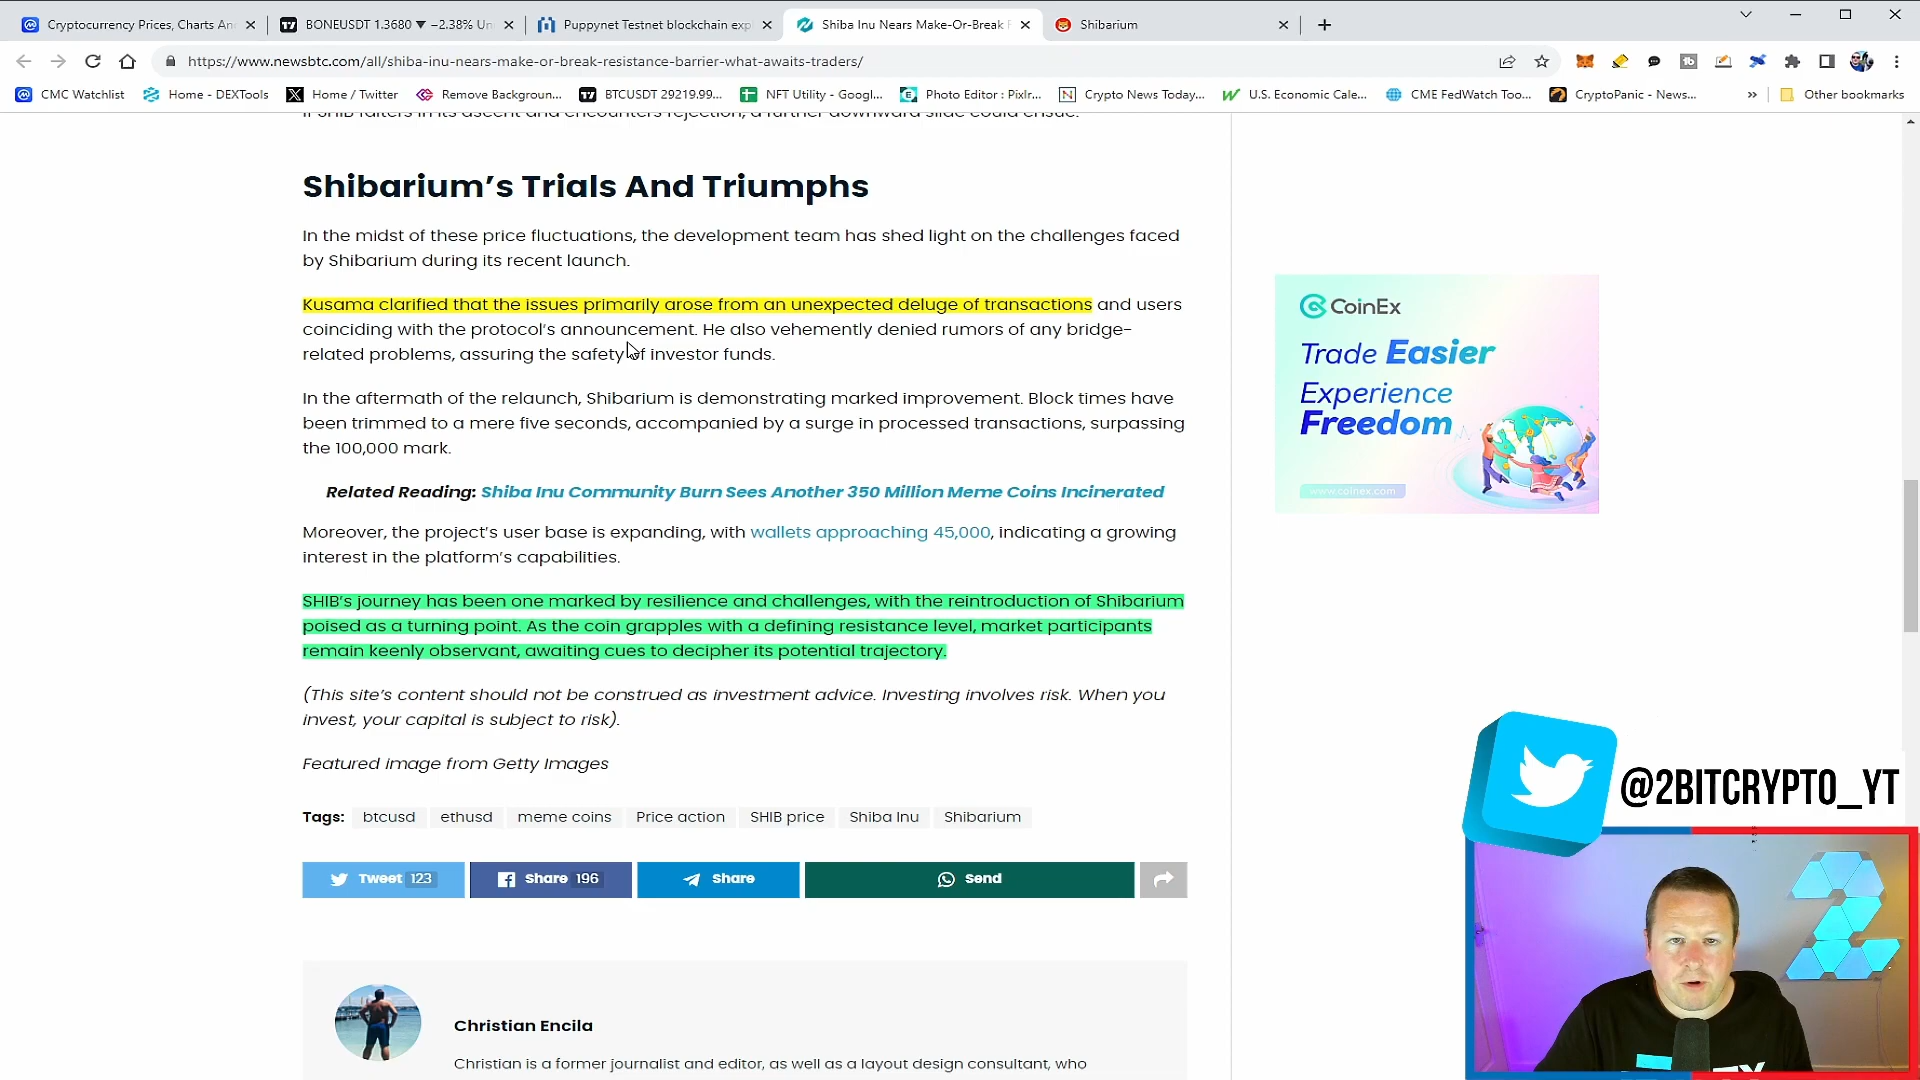 Cryptocurrency Prices, Charts An
BONEUSDT 1.3680 ▼ −2.38% Un
Puppynet Testnet blockchain exp
Shiba Inu Nears Make-Or-Break
Shibarium
https://www.newsbtc.com/all/shiba-inu-nears-make-or-break-resistance-barrier-what-awaits-traders/
CMC Watchlist
Home - DEXTools
Home / Twitter
Remove Backgroun...
BTCUSDT 29219.99...
NFT Utility - Googl...
Photo Editor : Pixlr...
Crypto News Today...
U.S. Economic Cale...
CME FedWatch Too...
CryptoPanic - News...
»
Other bookmarks
If SHIB falters in its ascent and encounters rejection, a further downward slide could ensue.
Shibarium's Trials And Triumphs
In the midst of these price fluctuations, the development team has shed light on the challenges faced
by Shibarium during its recent launch.
Kusama clarified that the issues primarily arose from an unexpected deluge of transactions and users
coinciding with the protocol's announcement. He also vehemently denied rumors of any bridge-
related problems, assuring the safety of investor funds.
In the aftermath of the relaunch, Shibarium is demonstrating marked improvement. Block times have
been trimmed to a mere five seconds, accompanied by a surge in processed transactions, surpassing
the 100,000 mark.
Related Reading: Shiba Inu Community Burn Sees Another 350 Million Meme Coins Incinerated
Moreover, the project's user base is expanding, with wallets approaching 45,000, indicating a growing
interest in the platform's capabilities.
SHIB's journey has been one marked by resilience and challenges, with the reintroduction of Shibarium
poised as a turning point. As the coin grapples with a defining resistance level, market participants
remain keenly observant, awaiting cues to decipher its potential trajectory.
(This site's content should not be construed as investment advice. Investing involves risk. When you
invest, your capital is subject to risk).
Featured image from Getty Images
Tags: btcusd ethusd meme coins Price action SHIB price Shiba Inu Shibarium
Tweet 123
Share 196
Share
Send
Christian Encila
Christian is a former journalist and editor, as well as a layout design consultant, who
CoinEx
Trade Easier
Experience
Freedom
www.coinex.com
@2BITCRYPTO_YT